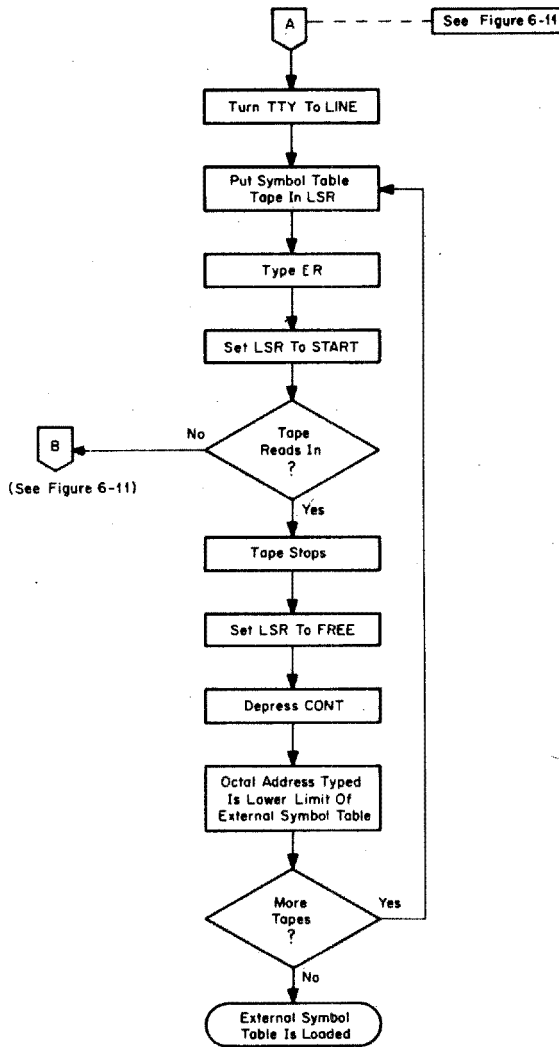 A
See Figure 6-11
Turn TTY To LINE
Put Symbol Table
Tape In LSR
Type ER
Set LSR To START
Tape
Reads In
?
No
B
(See Figure 6-11)
Yes
Tape Stops
Set LSR To FREE
Depress CONT
Octal Address Typed
Is Lower Limit Of
External Symbol Table
More
Tapes
?
Yes
No
External Symbol
Table Is Loaded